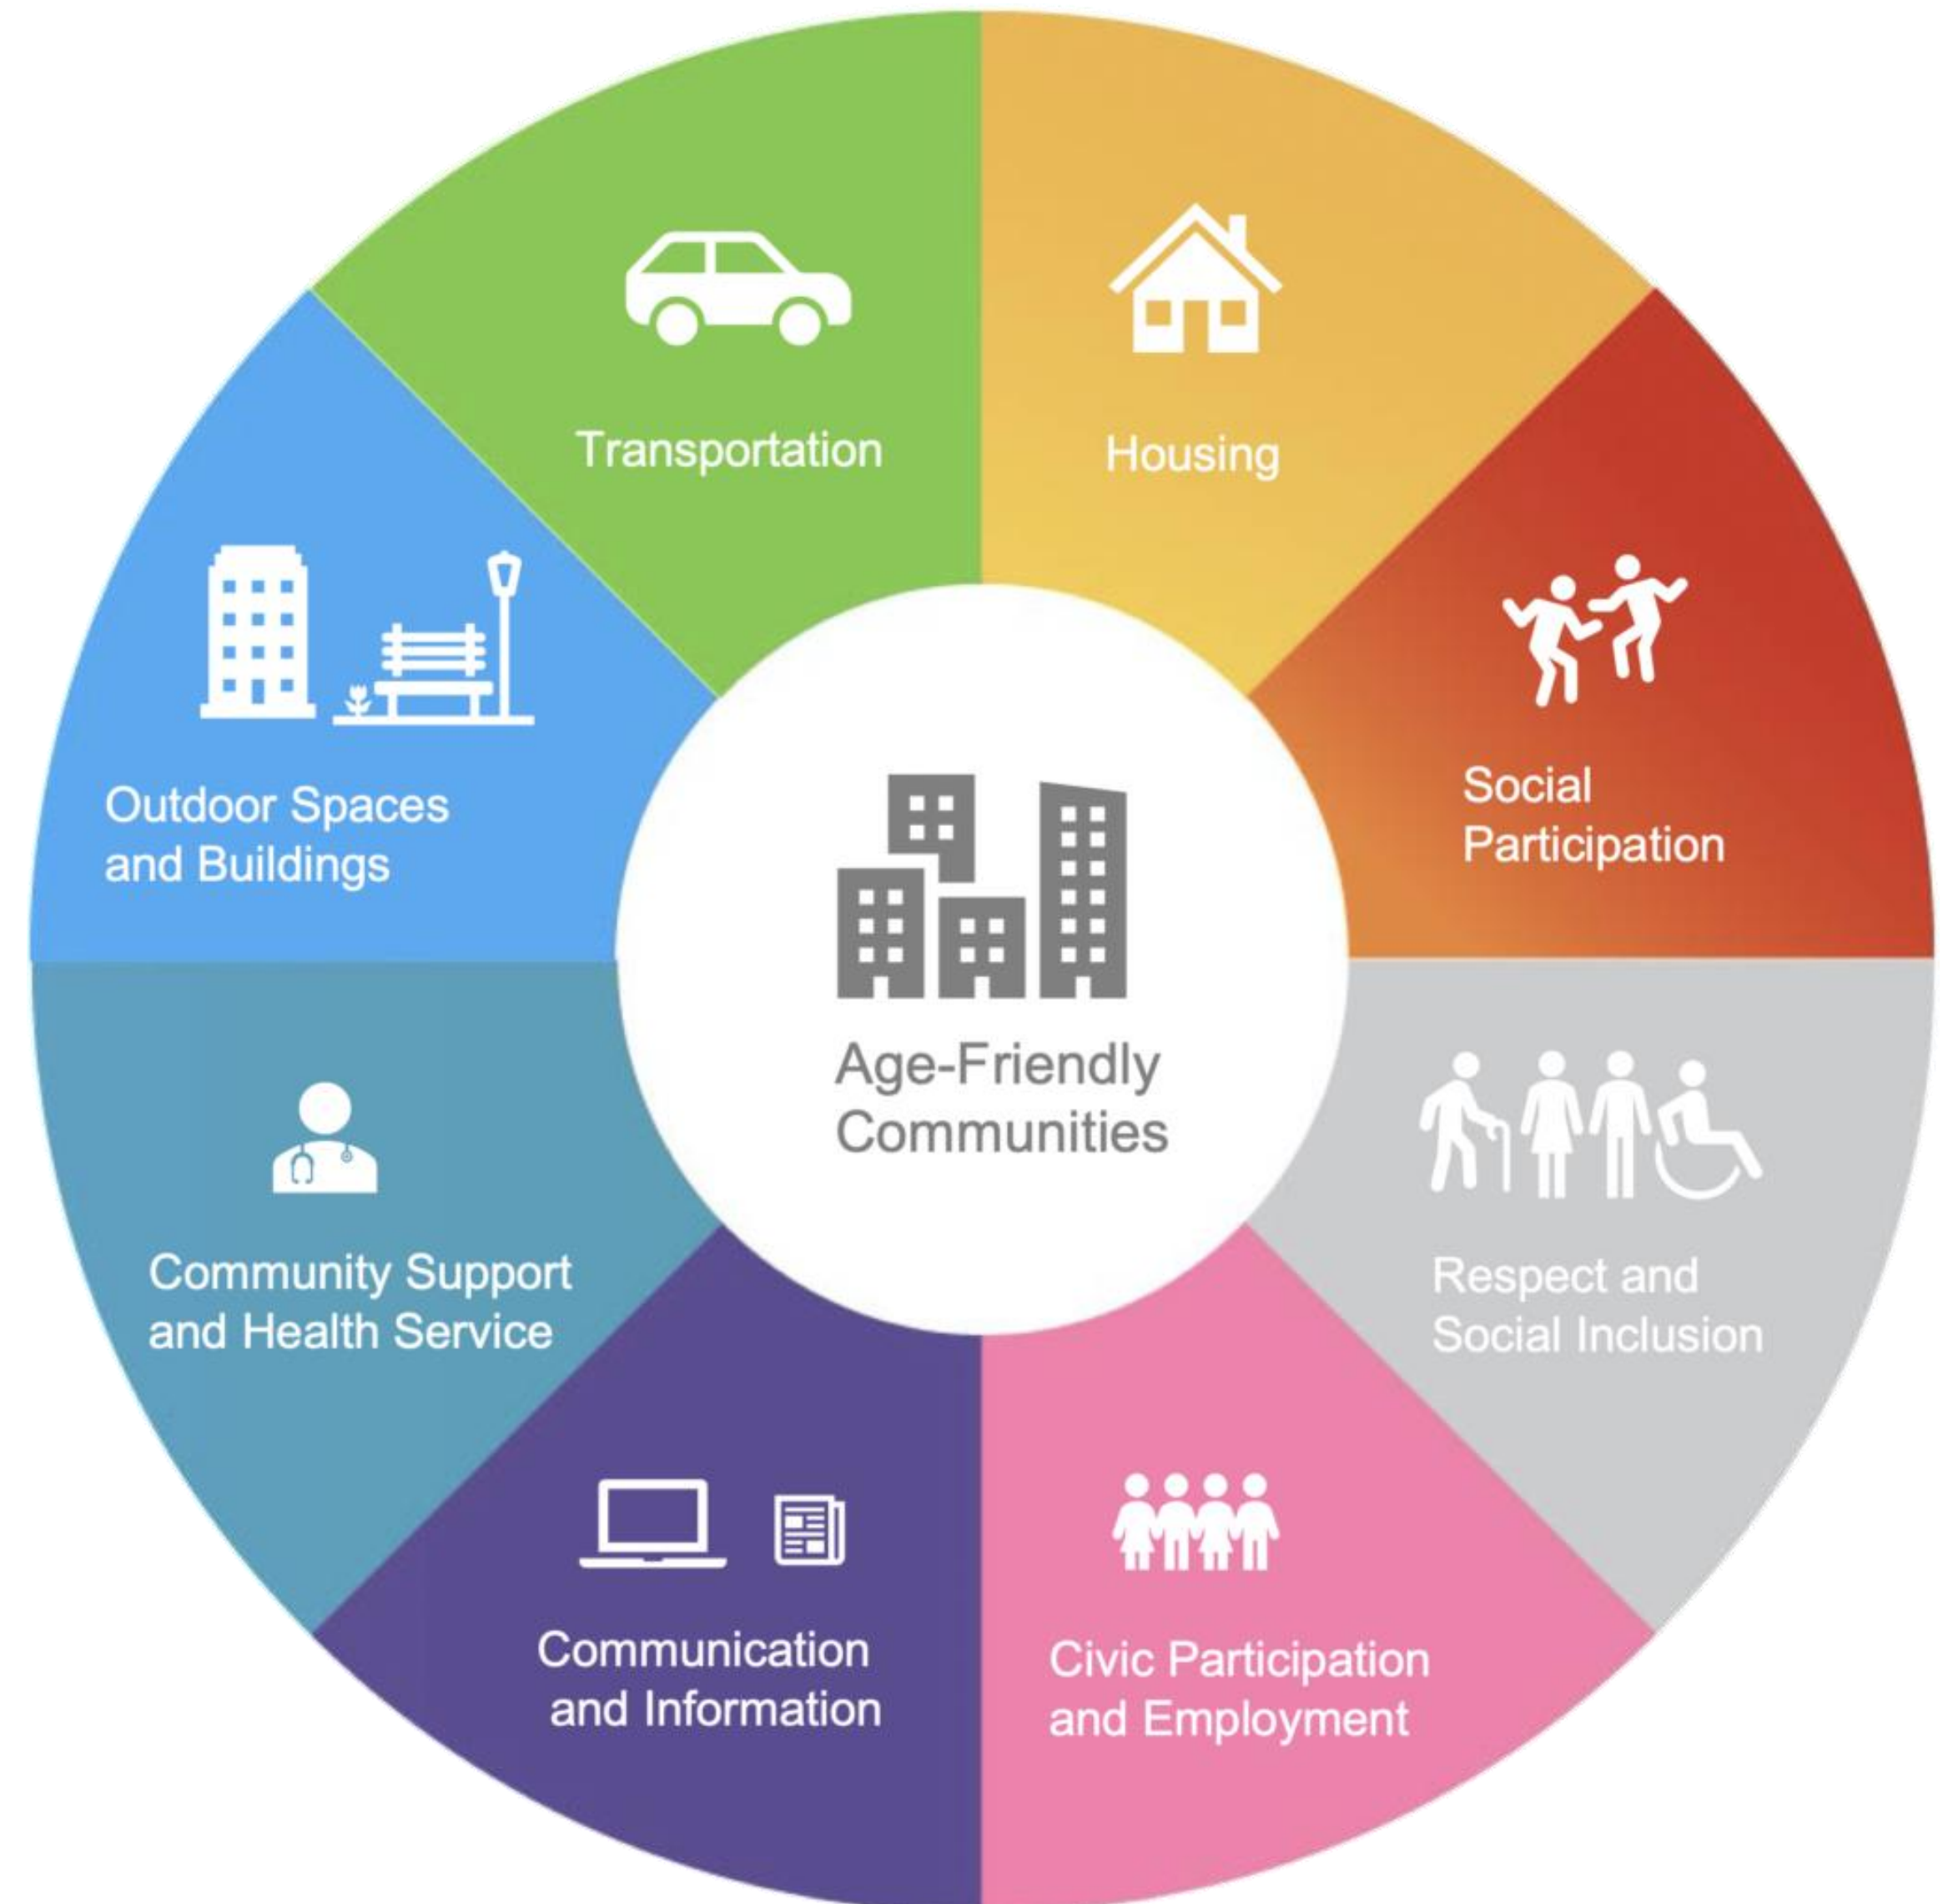 Transportation
Housing
Social
Participation
Outdoor Spaces
and Buildings
Age-Friendly
Communities
Community Support
and Health Service
Respect and
Social Inclusion
Communication
and Information
Civic Participation
and Employment